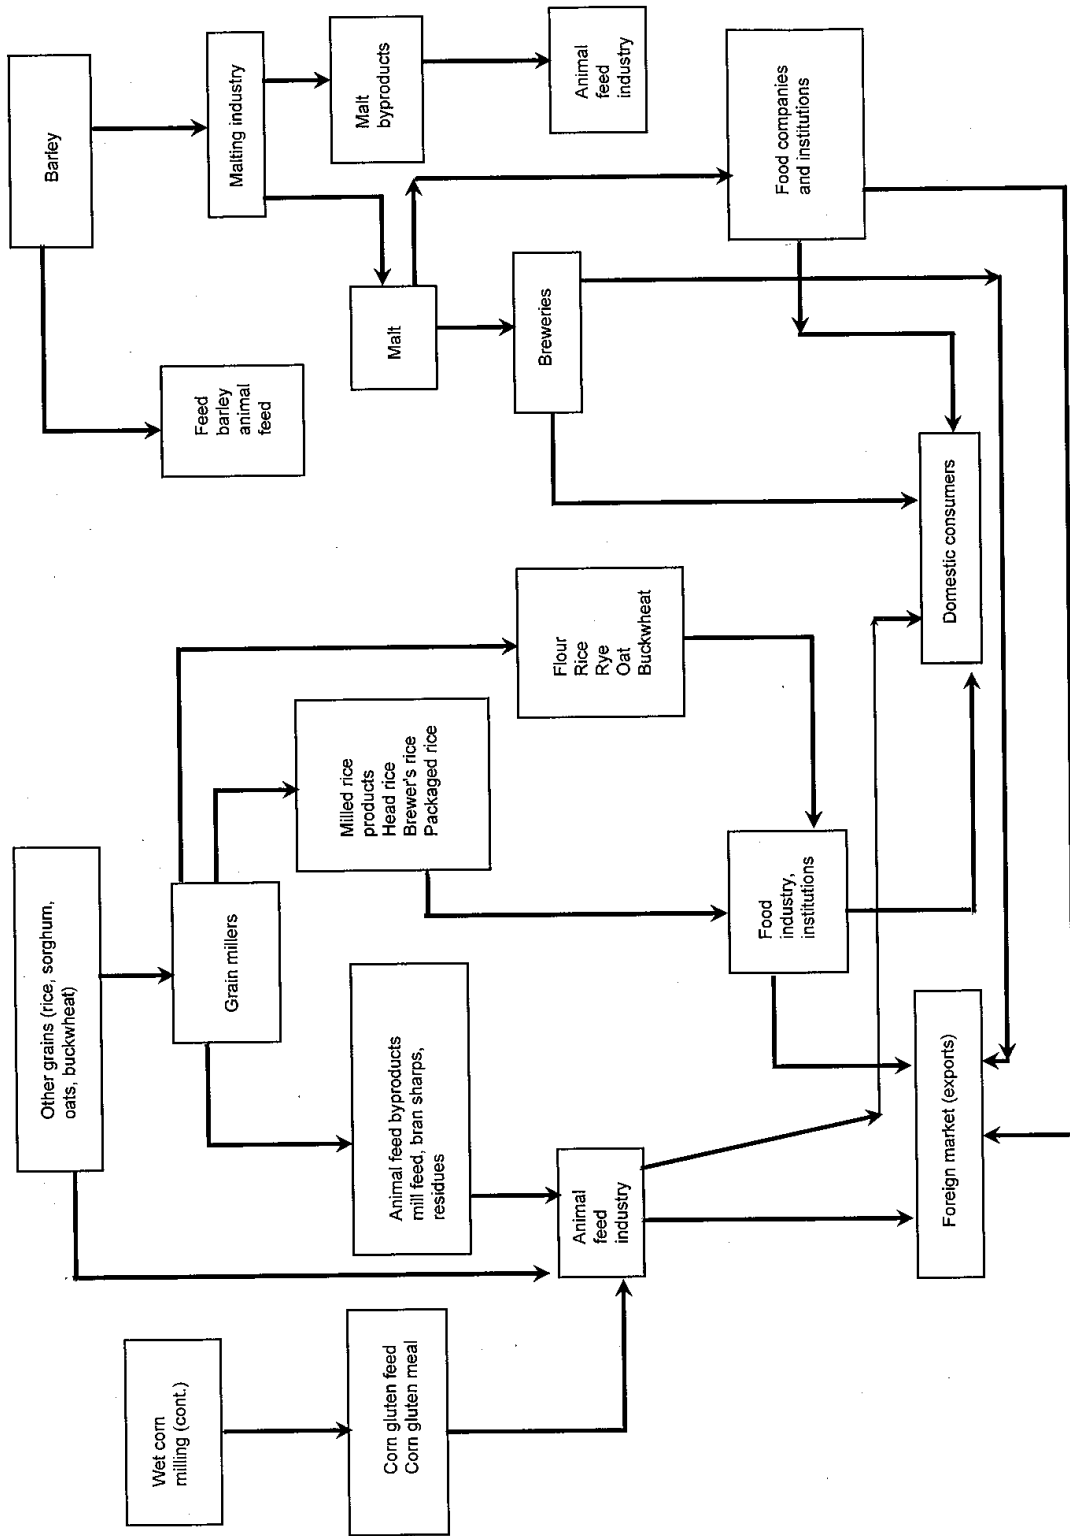 Wet corn
milling (cont.)
Other grains (rice, sorghum,
oats, buckwheat)
Barley
Grain millers
Feed
barley
animal
feed
Malting industry
Corn gluten feed
Corn gluten meal
Animal feed byproducts
mill feed, bran sharps,
residues
Milled rice
products
Head rice
Brewer's rice
Packaged rice
Malt
Malt
byproducts
Animal
feed
industry
Flour
Rice
Rye
Oat
Buckwheat
Breweries
Animal
feed
industry
Food
industry,
institutions
Food companies
and institutions
Foreign market (exports)
Domestic consumers